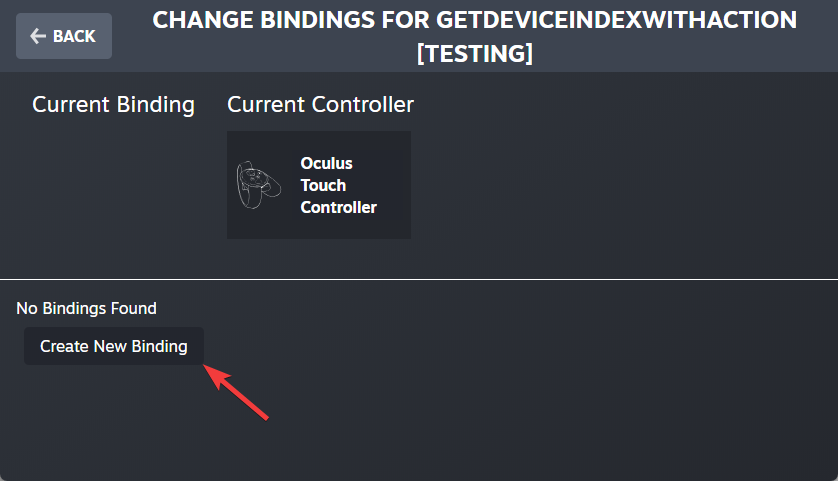 ← BACK
CHANGE BINDINGS FOR GETDEVICEINDEXWITHACTION
[TESTING]
Current Binding
Current Controller
Oculus
Touch
Controller
No Bindings Found
Create New Binding